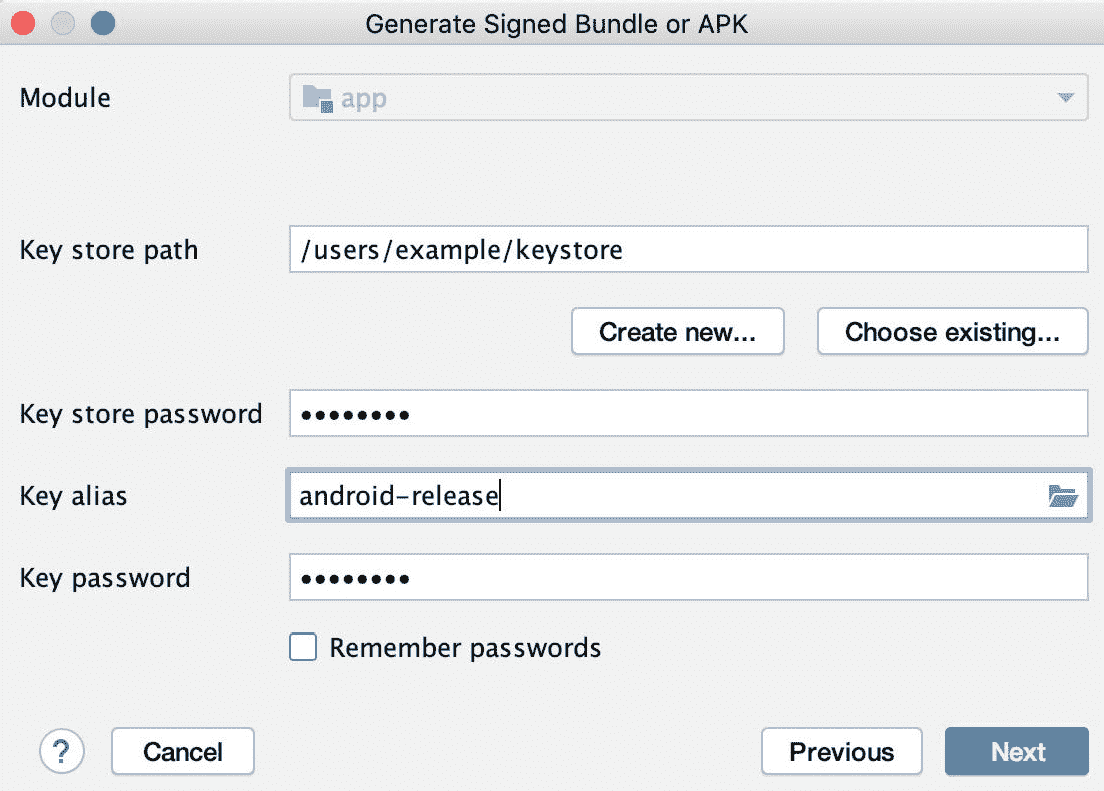 Generate Signed Bundle or APK
Module app
Key store path /users/example/keystore
Create new... Choose existing...
Key store password ••••••••
Key alias android-release
Key password ••••••••
Remember passwords
? Cancel Previous Next